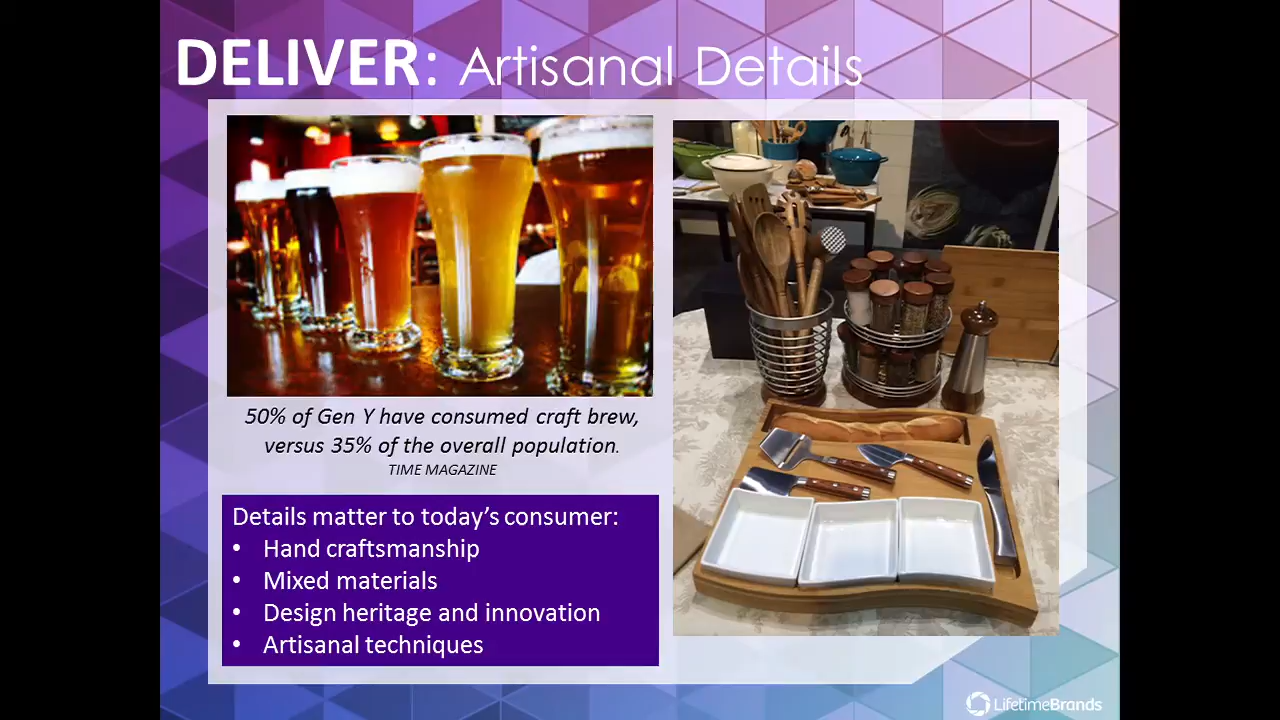 DELIVER: Artisanal Details
50% of Gen Y have consumed craft brew,
versus 35% of the overall population.
TIME MAGAZINE
Details matter to today's consumer:
• Hand craftsmanship
• Mixed materials
• Design heritage and innovation
• Artisanal techniques
LifetimeBrands